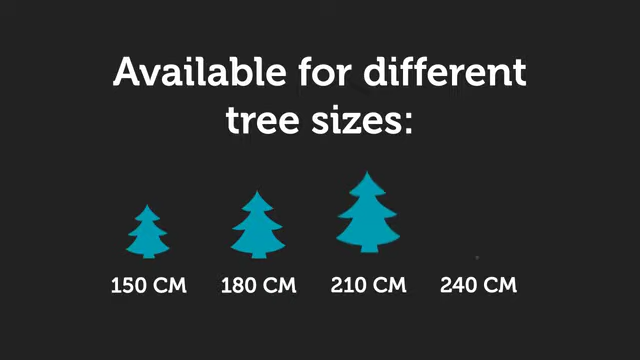 Available for different
tree sizes:
150 CM
180 CM
210 CM
240 CM